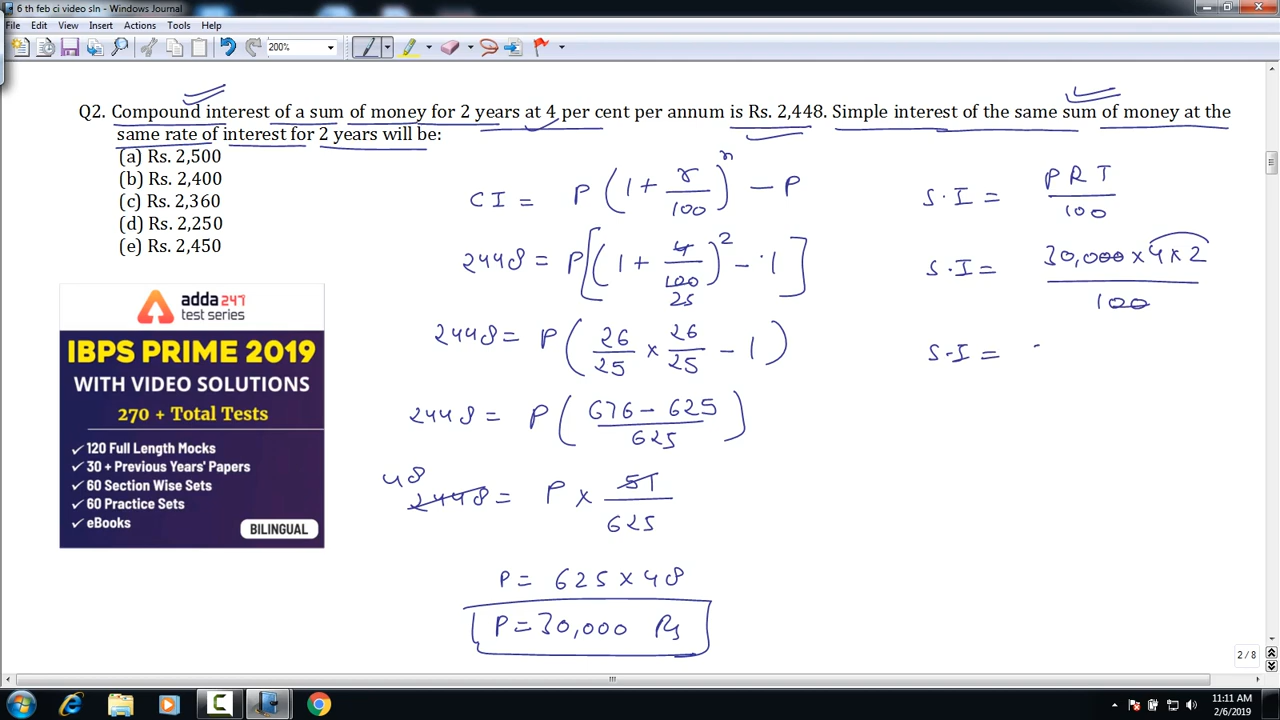 6 th feb ci video sln - Windows Journal
File Edit View Insert Actions Tools Help
200%
Q2. Compound interest of a sum of money for 2 years at 4 per cent per annum is Rs. 2,448. Simple interest of the same sum of money at the
same rate of interest for 2 years will be:
(a) Rs. 2,500
(b) Rs. 2,400
(c) Rs. 2,360
(d) Rs. 2,250
(e) Rs. 2,450
CI = P(1 + r/100)^n - P
2448 = P[(1 + 4/100)^2 - 1]
25
2448 = P(26/25 × 26/25 - 1)
2448 = P(676 - 625/625)
48
2448 = P × 51/625
P = 625 × 48
P = 30,000 Rs
S.I = PRT/100
S.I = 30,000 × 4 × 2/100
S.I =
adda247
test series
IBPS PRIME 2019
WITH VIDEO SOLUTIONS
270 + Total Tests
120 Full Length Mocks
30 + Previous Years' Papers
60 Section Wise Sets
60 Practice Sets
eBooks
BILINGUAL
2 / 8
11:11 AM
2/6/2019